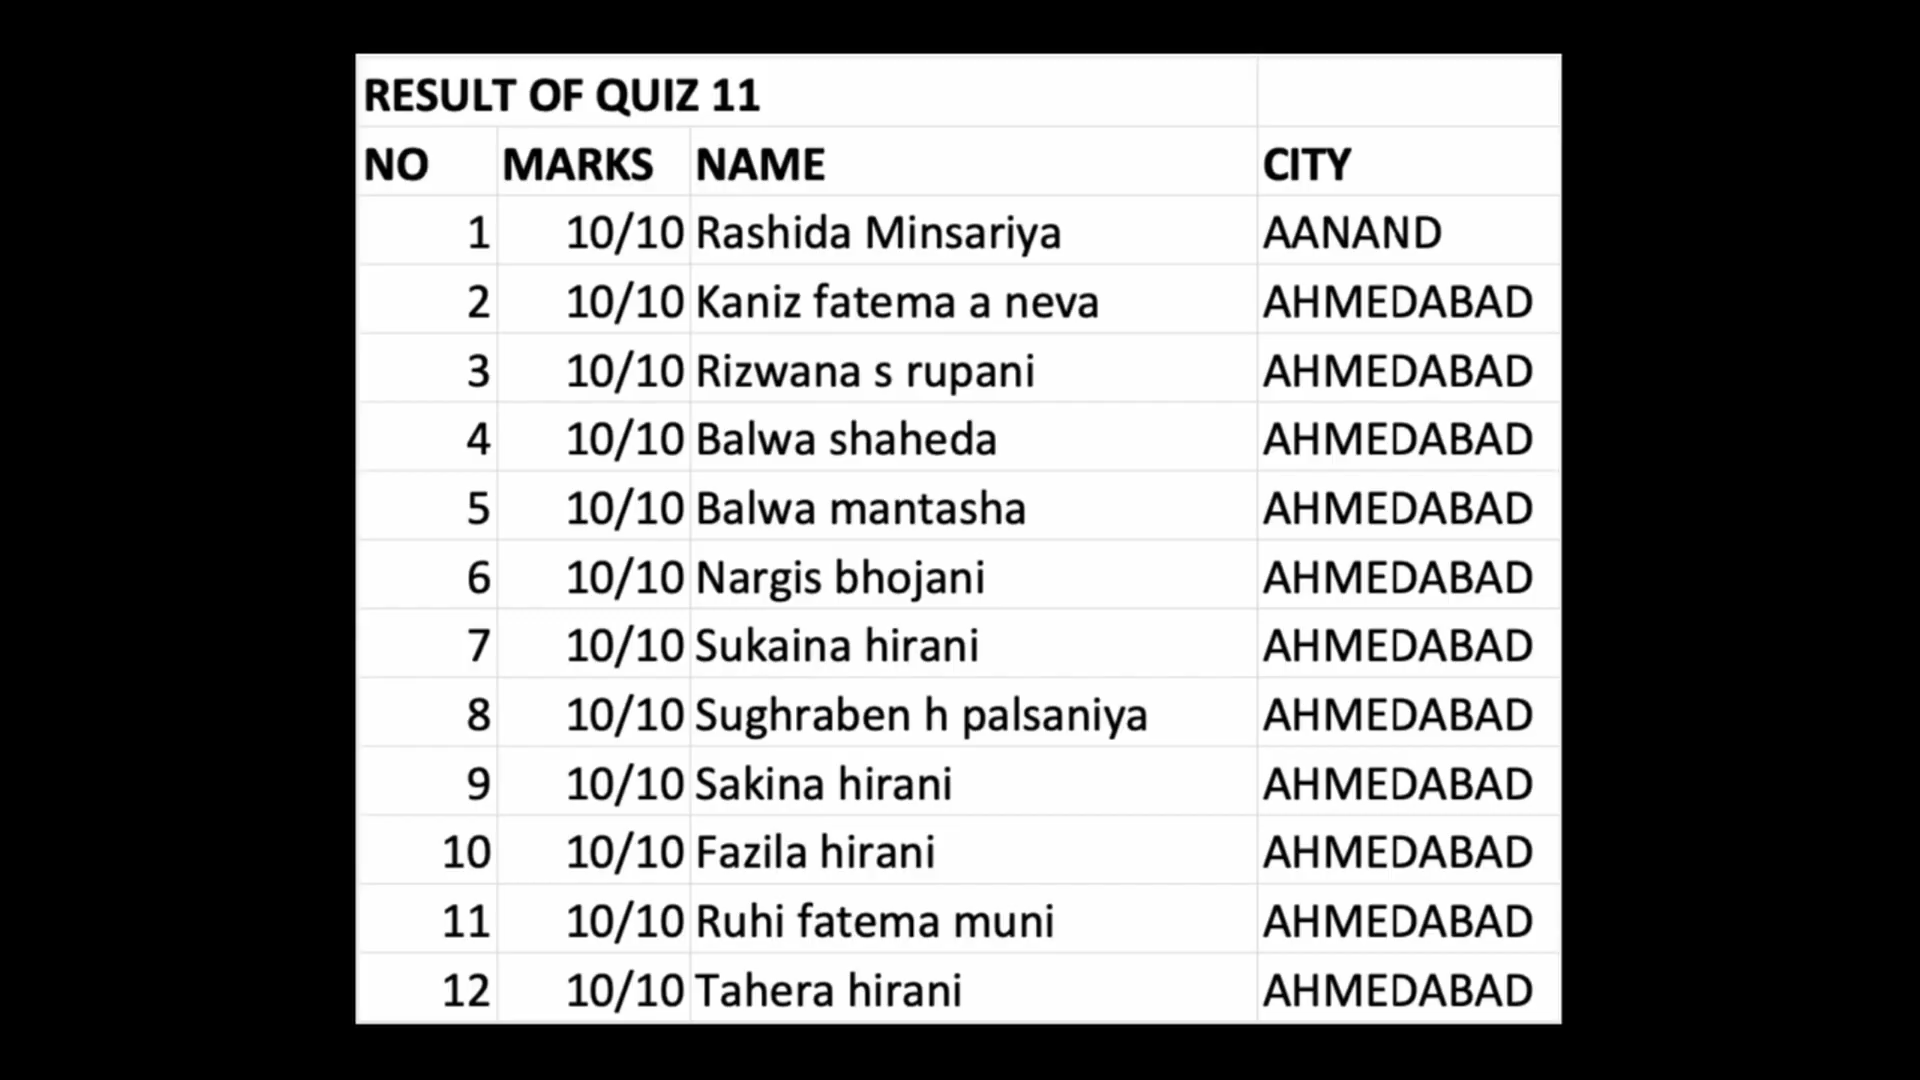 RESULT OF QUIZ 11
NO MARKS NAME CITY
1 10/10 Rashida Minsariya AANAND
2 10/10 Kaniz fatema a neva AHMEDABAD
3 10/10 Rizwana s rupani AHMEDABAD
4 10/10 Balwa shaheda AHMEDABAD
5 10/10 Balwa mantasha AHMEDABAD
6 10/10 Nargis bhojani AHMEDABAD
7 10/10 Sukaina hirani AHMEDABAD
8 10/10 Sughraben h palsaniya AHMEDABAD
9 10/10 Sakina hirani AHMEDABAD
10 10/10 Fazila hirani AHMEDABAD
11 10/10 Ruhi fatema muni AHMEDABAD
12 10/10 Tahera hirani AHMEDABAD